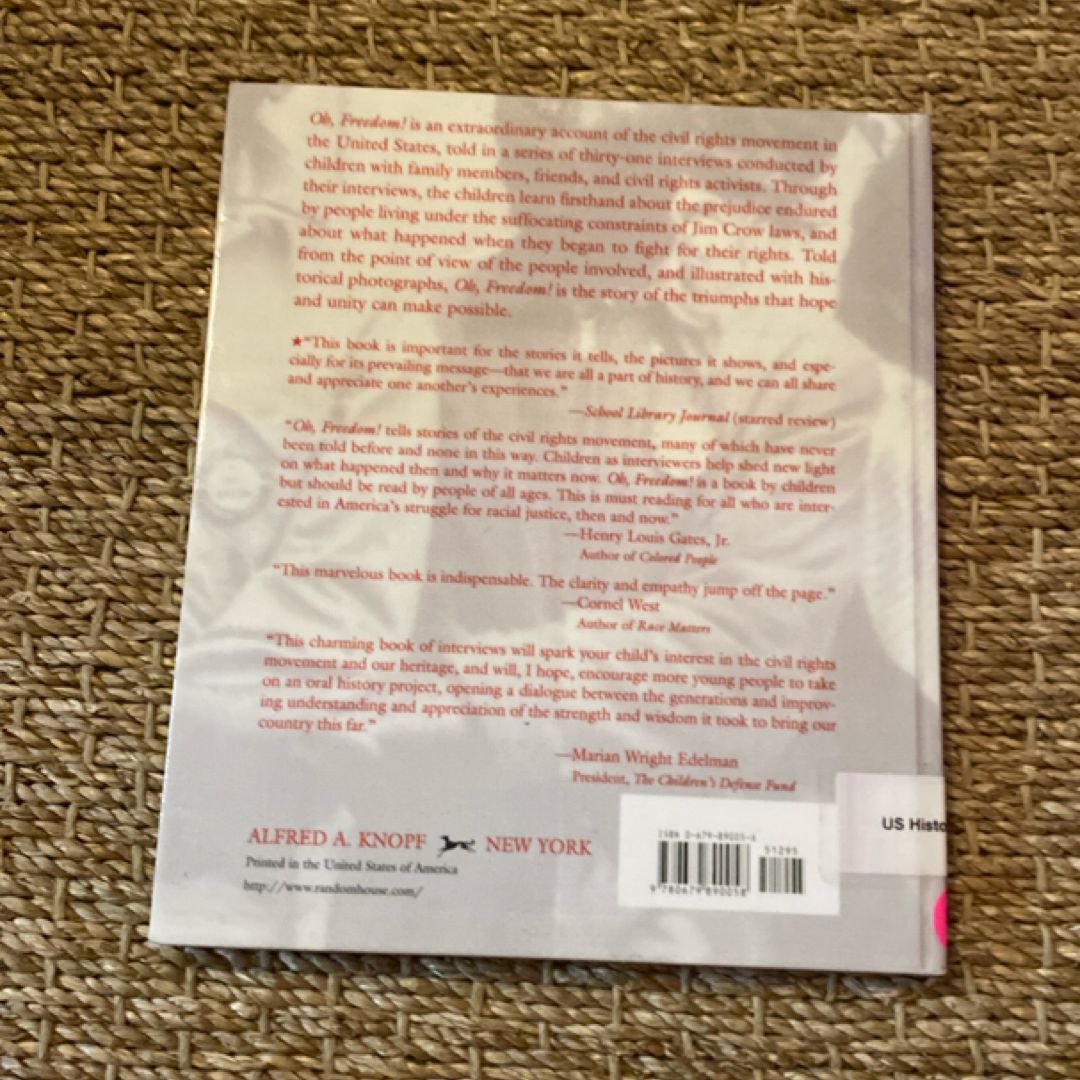 Oh, Freedom! is an extraordinary account of the civil rights movement in
the United States, told in a series of thirty-one interviews conducted by
children with family members, friends, and civil rights activists. Through
their interviews, the children learn firsthand about the prejudice endured
by people living under the suffocating constraints of Jim Crow laws, and
about what happened when they began to fight for their rights. Told
from the point of view of the people involved, and illustrated with his-
torical photographs, Oh, Freedom! is the story of the triumphs that hope
and unity can make possible.
★"This book is important for the stories it tells, the pictures it shows, and espe-
cially for its prevailing message—that we are all a part of history, and we can all share
and appreciate one another's experiences."
—School Library Journal (starred review)
"Oh, Freedom! tells stories of the civil rights movement, many of which have never
been told before and none in this way. Children as interviewers help shed new light
on what happened then and why it matters now. Oh, Freedom! is a book by children
but should be read by people of all ages. This is must reading for all who are inter-
ested in America's struggle for racial justice, then and now."
—Henry Louis Gates, Jr.
Author of Colored People
"This marvelous book is indispensable. The clarity and empathy jump off the page."
—Cornel West
Author of Race Matters
"This charming book of interviews will spark your child's interest in the civil rights
movement and our heritage, and will, I hope, encourage more young people to take
on an oral history project, opening a dialogue between the generations and improv-
ing understanding and appreciation of the strength and wisdom it took to bring our
country this far."
—Marian Wright Edelman
President, The Children's Defense Fund
US Histo
ALFRED A. KNOPF NEW YORK
Printed in the United States of America
http://www.randomhouse.com/
ISBN 0-679-89005-8
51295
9 780679 890058